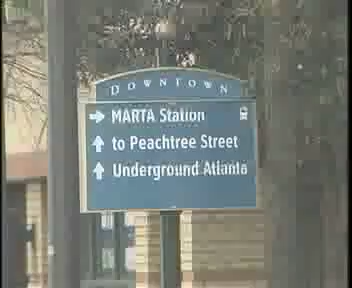 DOWNTOWN
MARTA Station
to Peachtree Street
Underground Atlanta